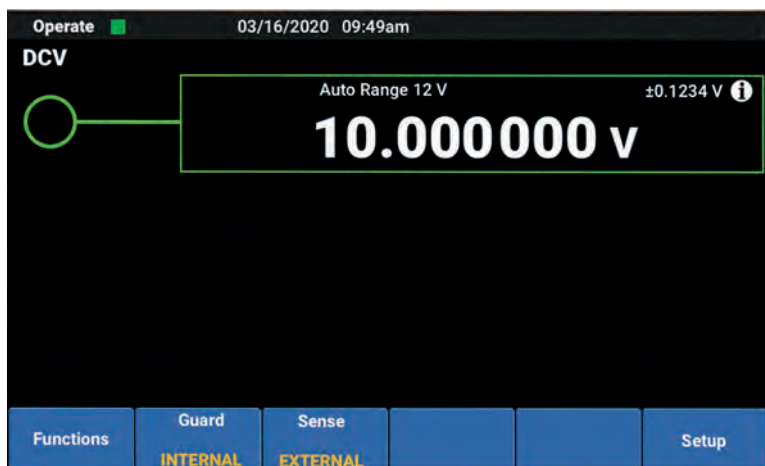 Operate 03/16/2020 09:49am
DCV
Auto Range 12 V ±0.1234 V i
10.000000 V
Functions
Guard
INTERNAL
Sense
EXTERNAL
Setup